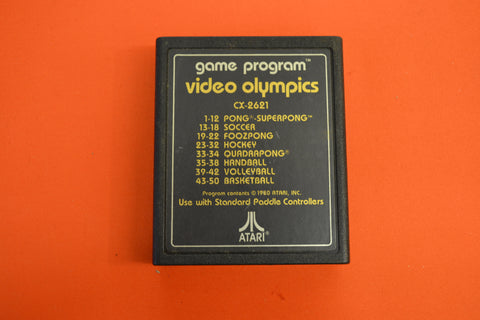 game program™
video olympics
CX-2621
1-12 PONG®-SUPERPONG™
13-18 SOCCER
19-22 FOOZPONG
23-32 HOCKEY
33-34 QUADRAPONG®
35-38 HANDBALL
39-42 VOLLEYBALL
43-50 BASKETBALL
Program contents © 1980 ATARI, INC.
Use with Standard Paddle Controllers
ATARI®